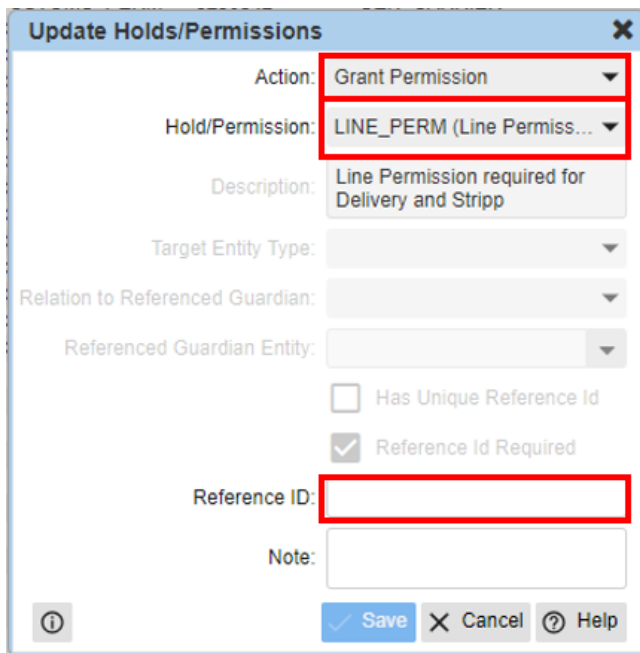 Update Holds/Permissions
Action: Grant Permission
Hold/Permission: LINE_PERM (Line Permiss...
Description: Line Permission required for
Delivery and Stripp
Target Entity Type:
Relation to Referenced Guardian:
Referenced Guardian Entity:
Has Unique Reference Id
Reference Id Required
Reference ID:
Note:
Save Cancel Help